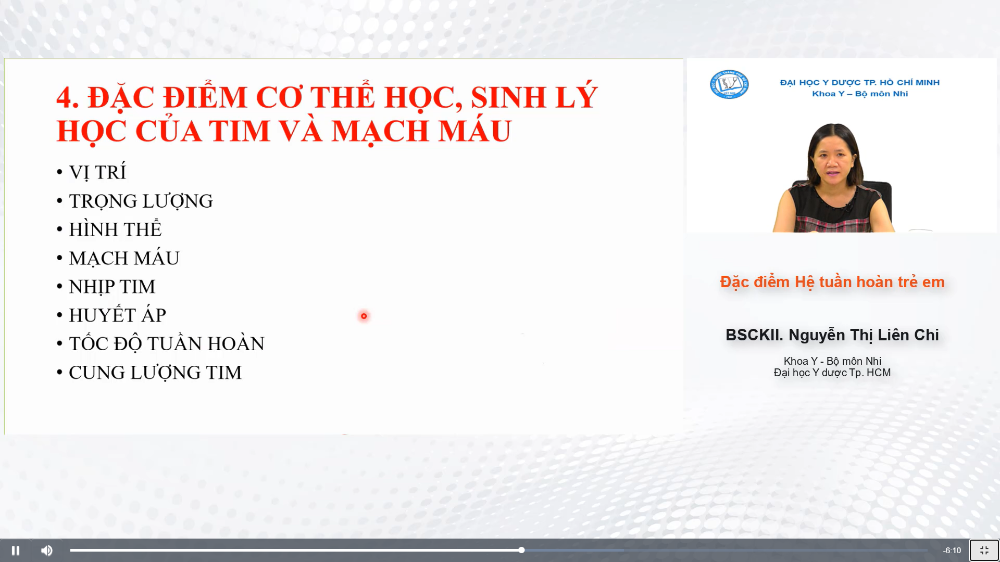 4. ĐẶC ĐIỂM CƠ THỂ HỌC, SINH LÝ
HỌC CỦA TIM VÀ MẠCH MÁU
• VỊ TRÍ
• TRỌNG LƯỢNG
• HÌNH THỂ
• MẠCH MÁU
• NHỊP TIM
• HUYẾT ÁP
• TỐC ĐỘ TUẦN HOÀN
• CUNG LƯỢNG TIM
ĐẠI HỌC Y DƯỢC TP. HỒ CHÍ MINH
Khoa Y – Bộ môn Nhi
Đặc điểm Hệ tuần hoàn trẻ em
BSCKII. Nguyễn Thị Liên Chi
Khoa Y - Bộ môn Nhi
Đại học Y dược Tp. HCM
-6:10